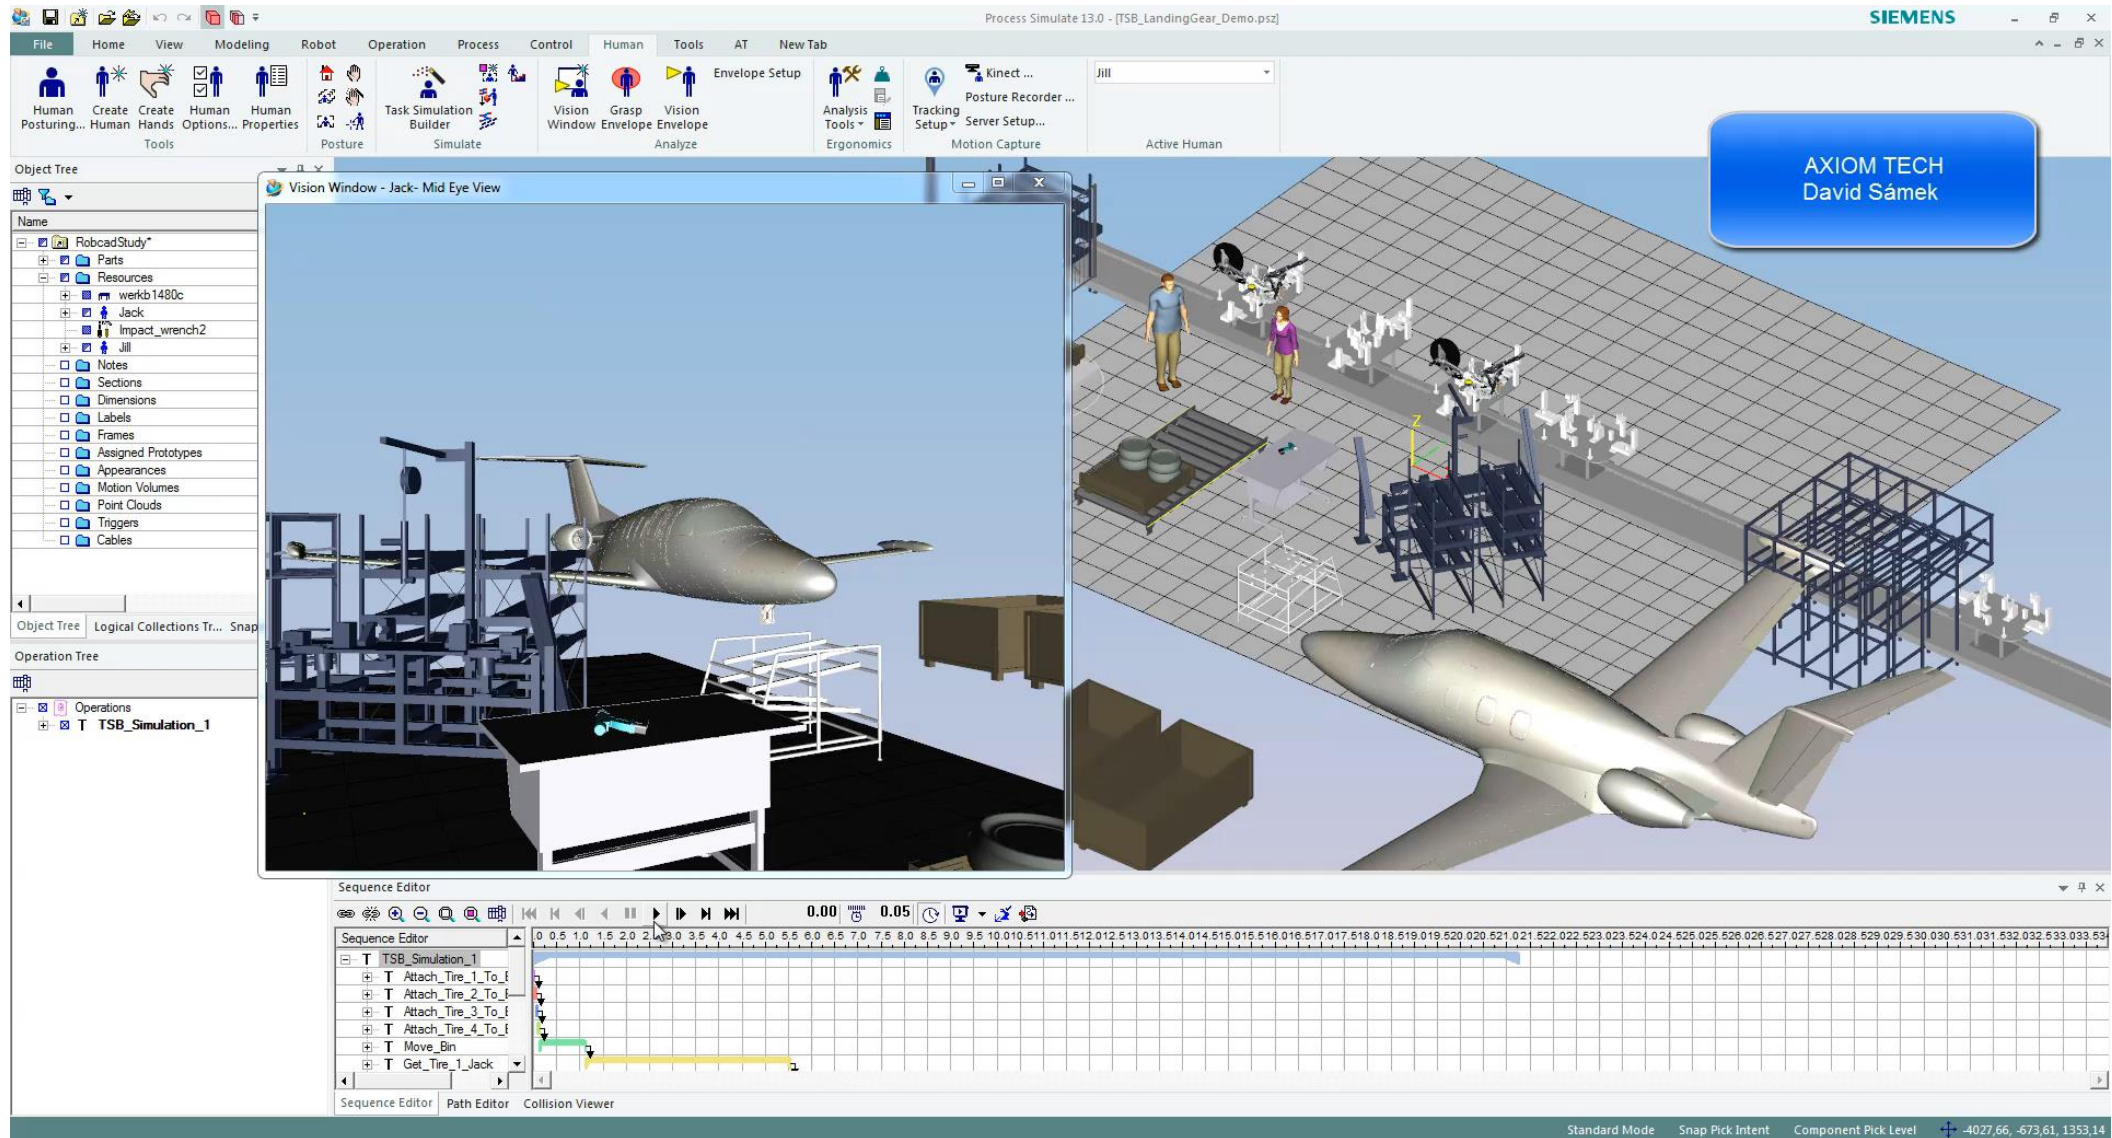 Process Simulate 13.0 - [TSB_LandingGear_Demo.psz]
SIEMENS
File Home View Modeling Robot Operation Process Control Human Tools AT New Tab
Human Posturing...
Create Human
Create Hands
Human Options...
Human Properties
Tools
Posture
Task Simulation Builder
Simulate
Vision Window
Grasp Envelope
Vision Envelope
Envelope Setup
Analyze
Analysis Tools
Ergonomics
Tracking Setup
Kinect ...
Posture Recorder ...
Server Setup...
Motion Capture
Jill
Active Human
AXIOM TECH
David Sámek
Object Tree
Name
RobcadStudy*
Parts
Resources
werkb1480c
Jack
Impact_wrench2
Jill
Notes
Sections
Dimensions
Labels
Frames
Assigned Prototypes
Appearances
Motion Volumes
Point Clouds
Triggers
Cables
Object Tree Logical Collections Tr... Snap
Operation Tree
Operations
T TSB_Simulation_1
Vision Window - Jack- Mid Eye View
Z
Sequence Editor
0.00 0.05
Sequence Editor
T TSB_Simulation_1
T Attach_Tire_1_To_
T Attach_Tire_2_To_
T Attach_Tire_3_To_
T Attach_Tire_4_To_
T Move_Bin
T Get_Tire_1_Jack
Sequence Editor Path Editor Collision Viewer
Standard Mode Snap Pick Intent Component Pick Level -4027,66, -673,61, 1353,14